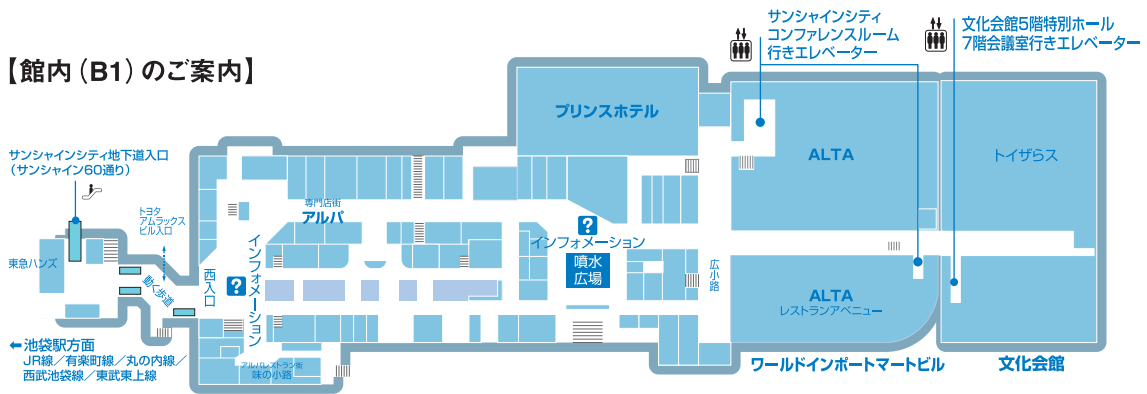 【館内（B1）のご案内】
サンシャインシティ
コンファレンスルーム
行きエレベーター
文化会館5階特別ホール
7階会議室行きエレベーター
プリンスホテル
サンシャインシティ地下道入口
（サンシャイン60通り）
ALTA
トイザらス
トヨタ
アムラックス
ビル入口
専門店街
アルパ
?
インフォメーション
東急ハンズ
動く歩道
西入口
?
インフォメーション
噴水
広場
広小路
ALTA
レストランアベニュー
←池袋駅方面
JR線／有楽町線／丸の内線／
西武池袋線／東武東上線
アルパレストラン街
味の小路
ワールドインポートマートビル
文化会館